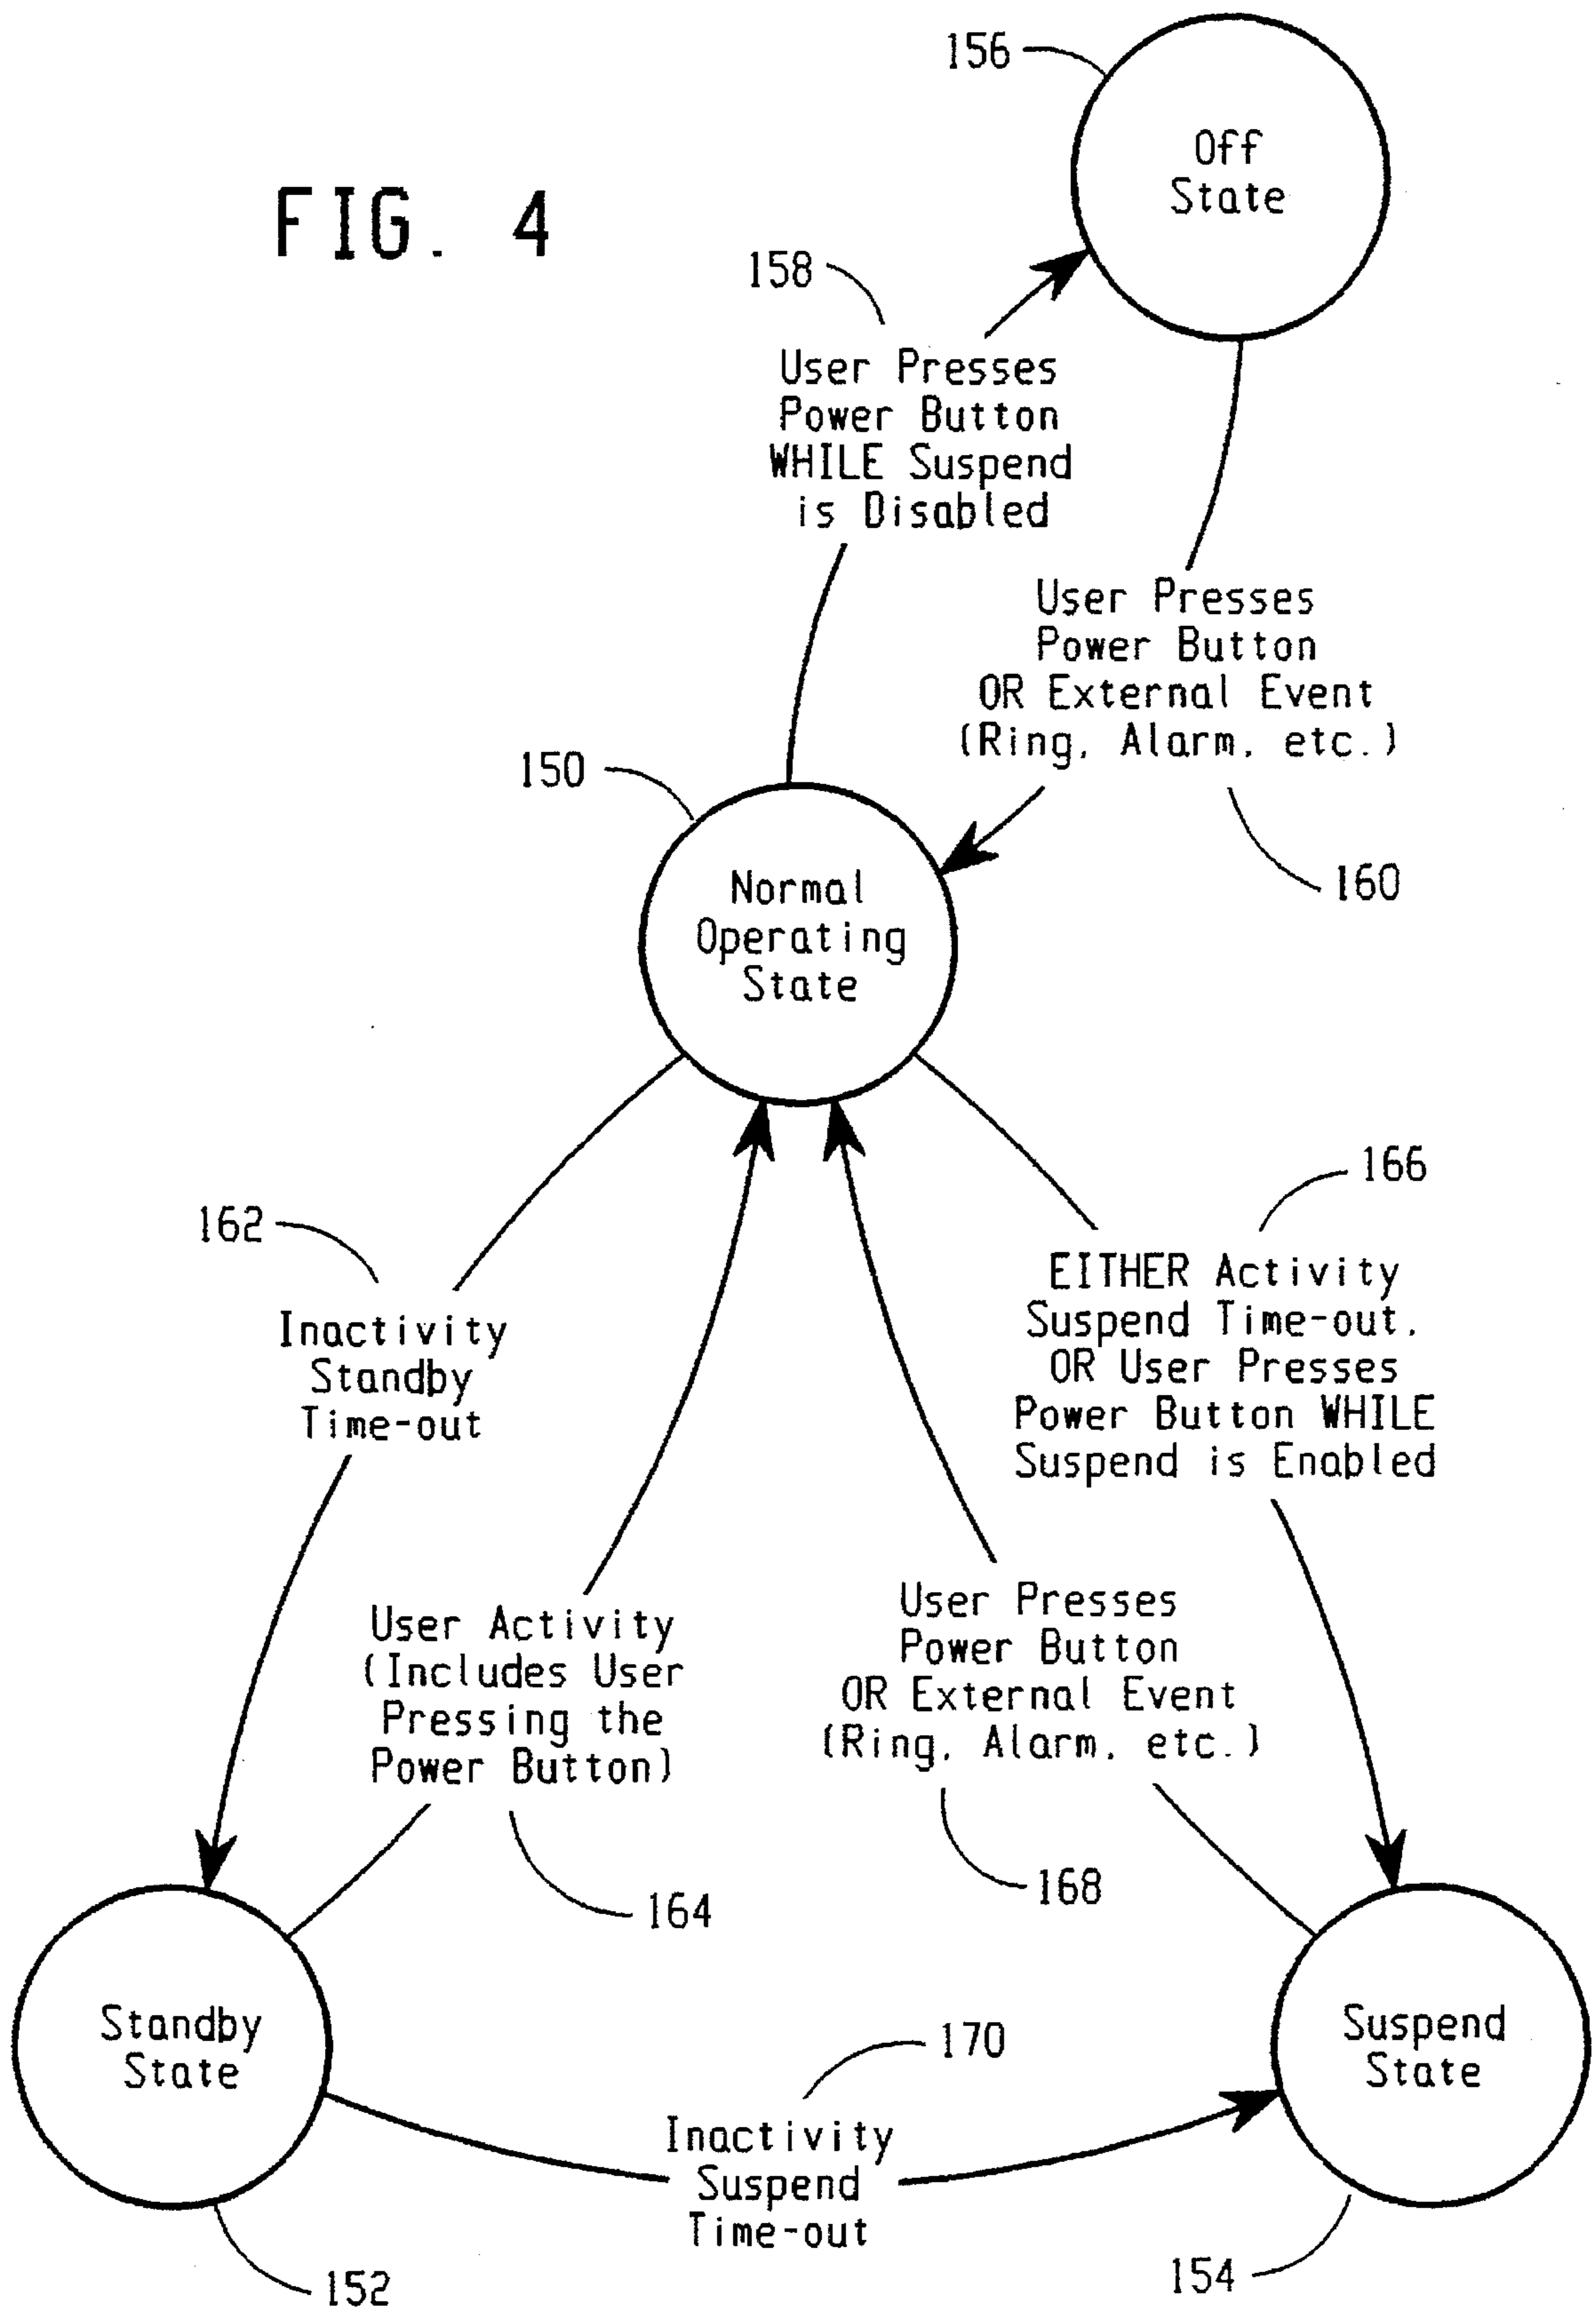 156
Off
State
FIG. 4
158
User Presses
Power Button
WHILE Suspend
is Disabled
User Presses
Power Button
OR External Event
(Ring, Alarm, etc.)
160
150
Normal
Operating
State
166
EITHER Activity
Suspend Time-out,
OR User Presses
Power Button WHILE
Suspend is Enabled
162
Inactivity
Standby
Time-out
User Activity
(Includes User
Pressing the
Power Button)
164
User Presses
Power Button
OR External Event
(Ring, Alarm, etc.)
168
Standby
State
152
170
Inactivity
Suspend
Time-out
Suspend
State
154